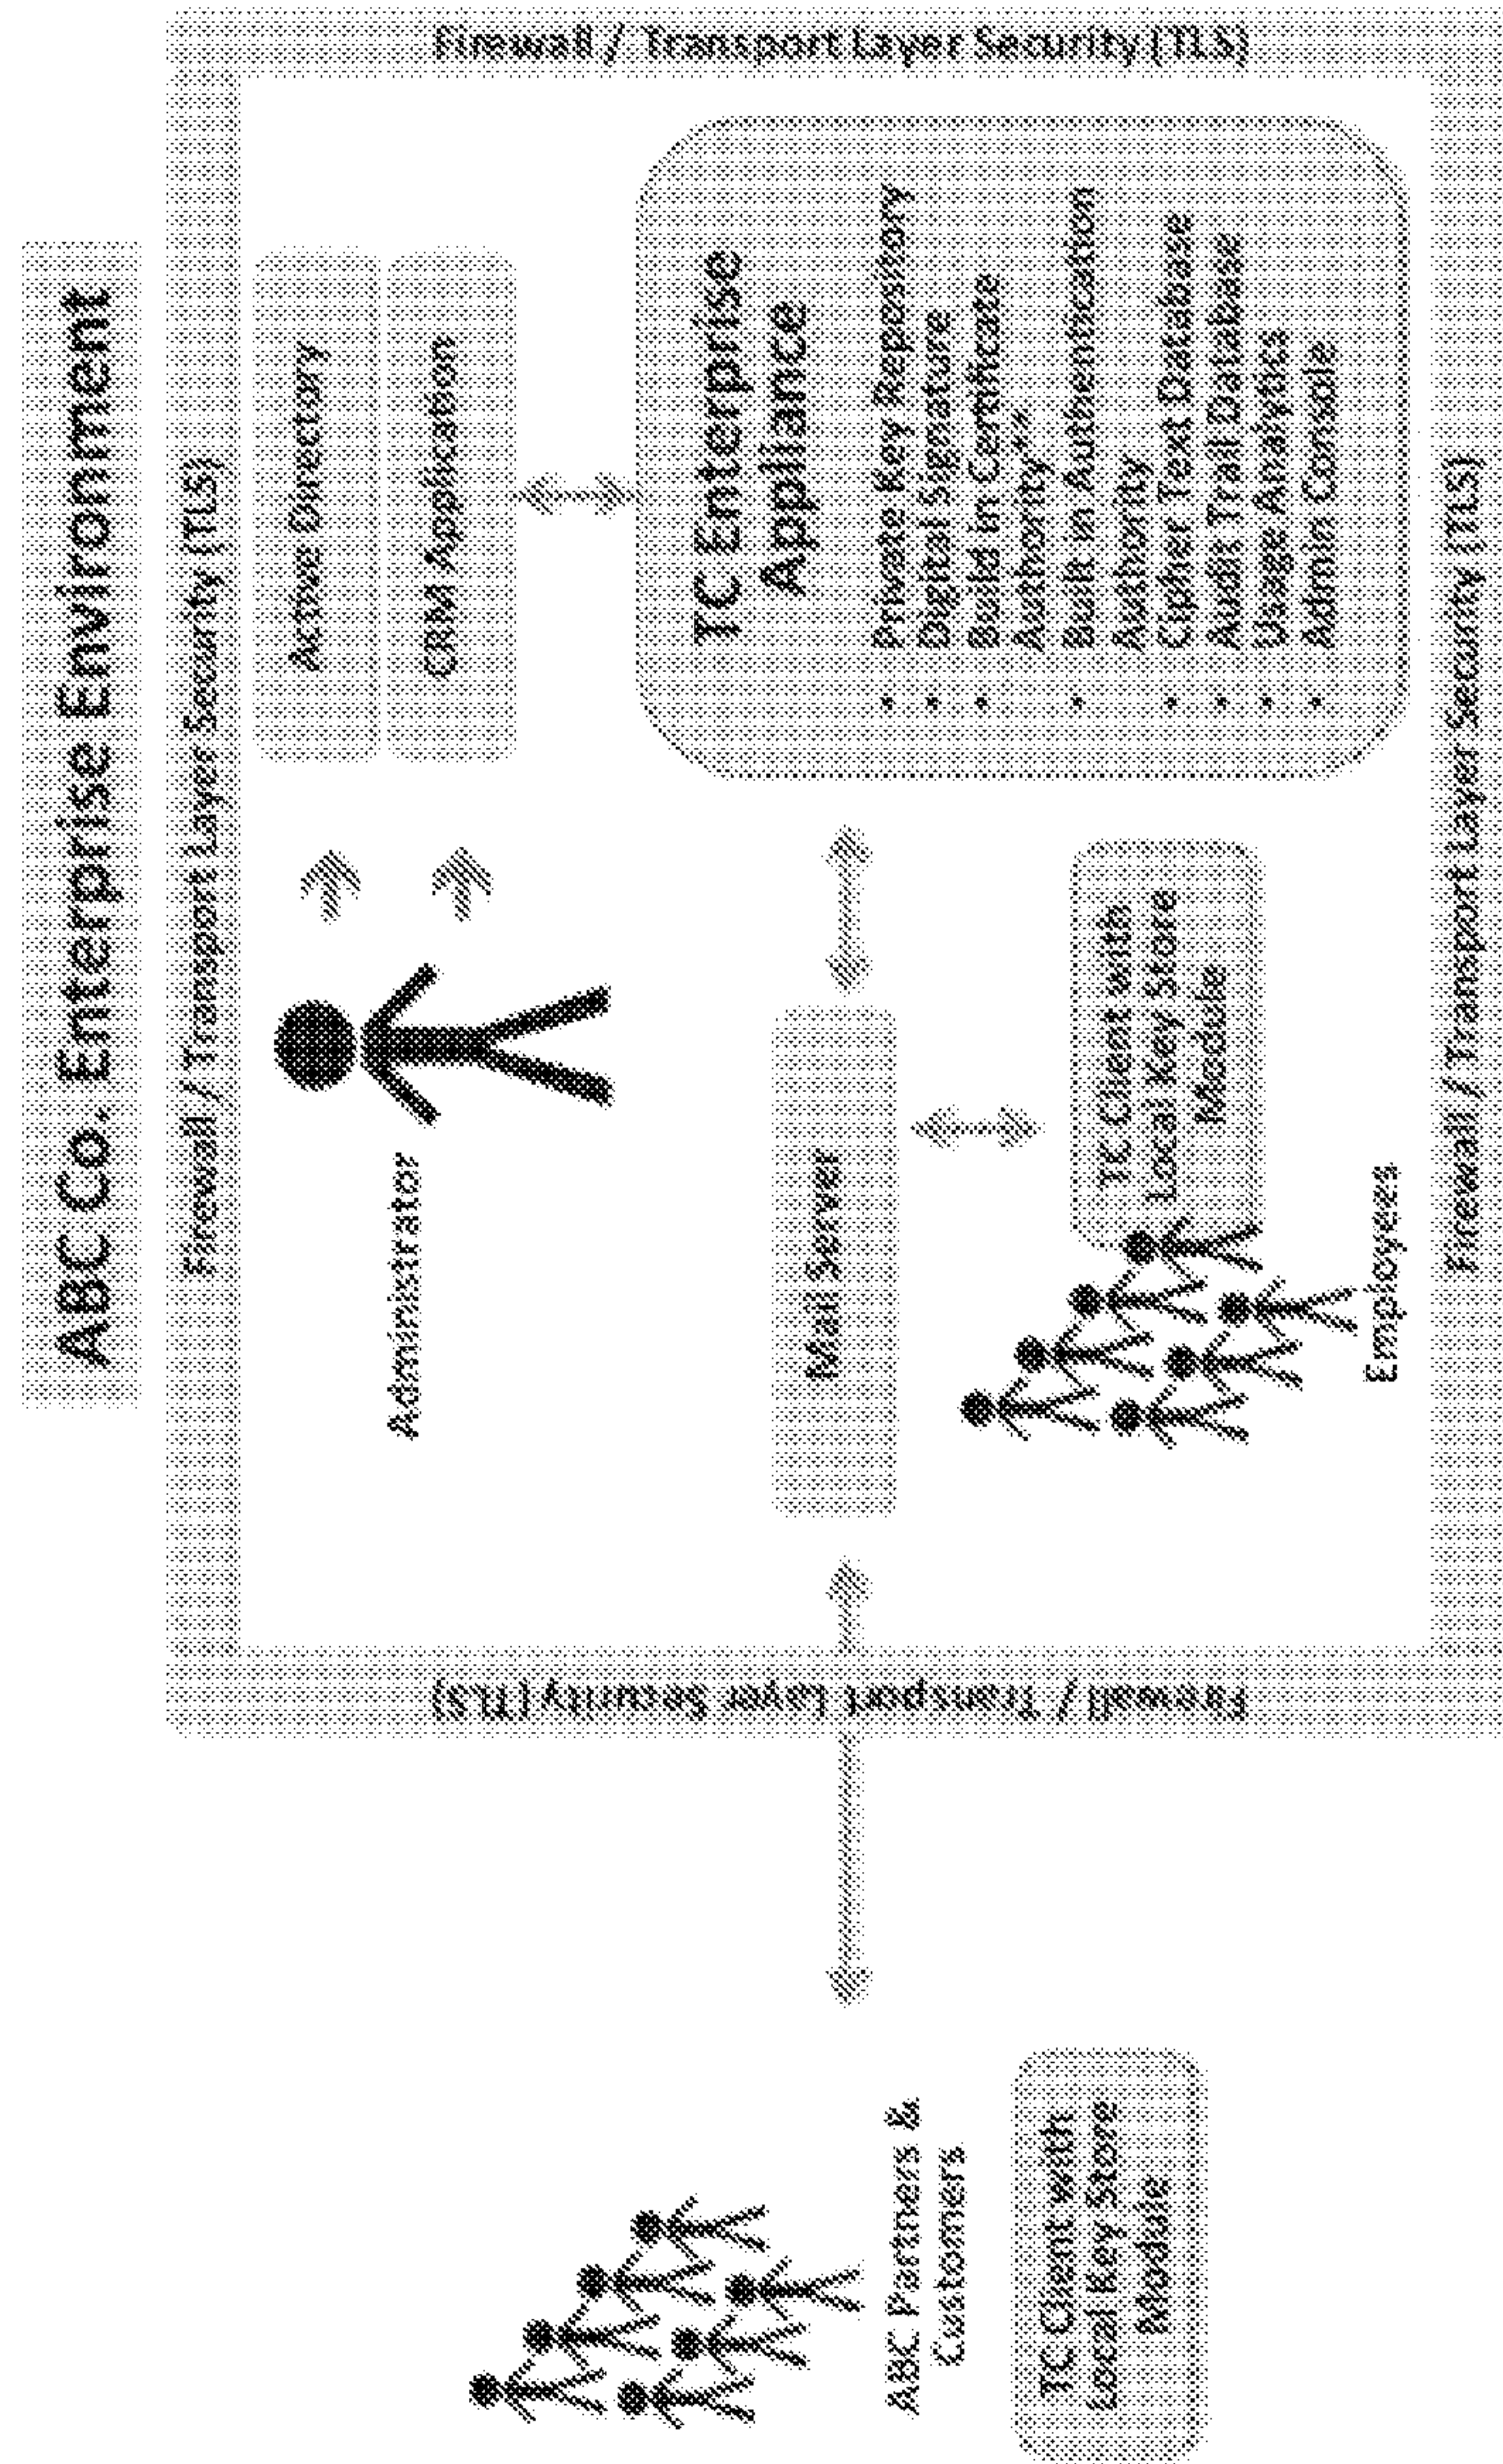 ABC Co. Enterprise Environment
Firewall / Transport Layer Security (TLS)
Firewall / Transport Layer Security (TLS)
Administrator
Active Directory
CRM Application
Mail Server
TC Enterprise
Appliance
• Private Key Repository
• Digital Signature
• Build in Certificate
Authority**
• Built in Authentication
Authority
• Cipher Text Database
• Audit Trail Database
• Usage Analytics
• Admin Console
TC Client with
Local Key Store
Module
Employees
ABC Partners &
Customers
TC Client with
Local Key Store
Module
Firewall / Transport Layer Security (TLS)
Firewall / Transport Layer Security (TLS)